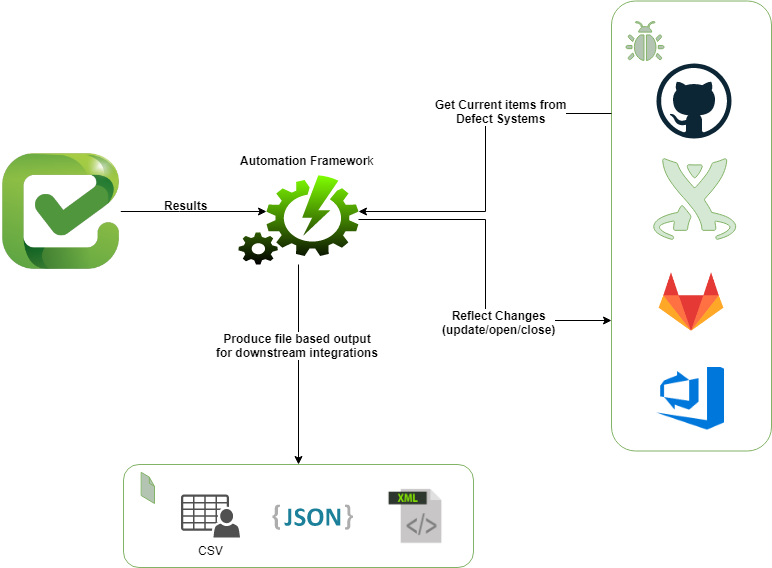 Get Current items from
Defect Systems
Automation Framework
Results
Reflect Changes
(update/open/close)
Produce file based output
for downstream integrations
CSV
{JSON}
XML
</>